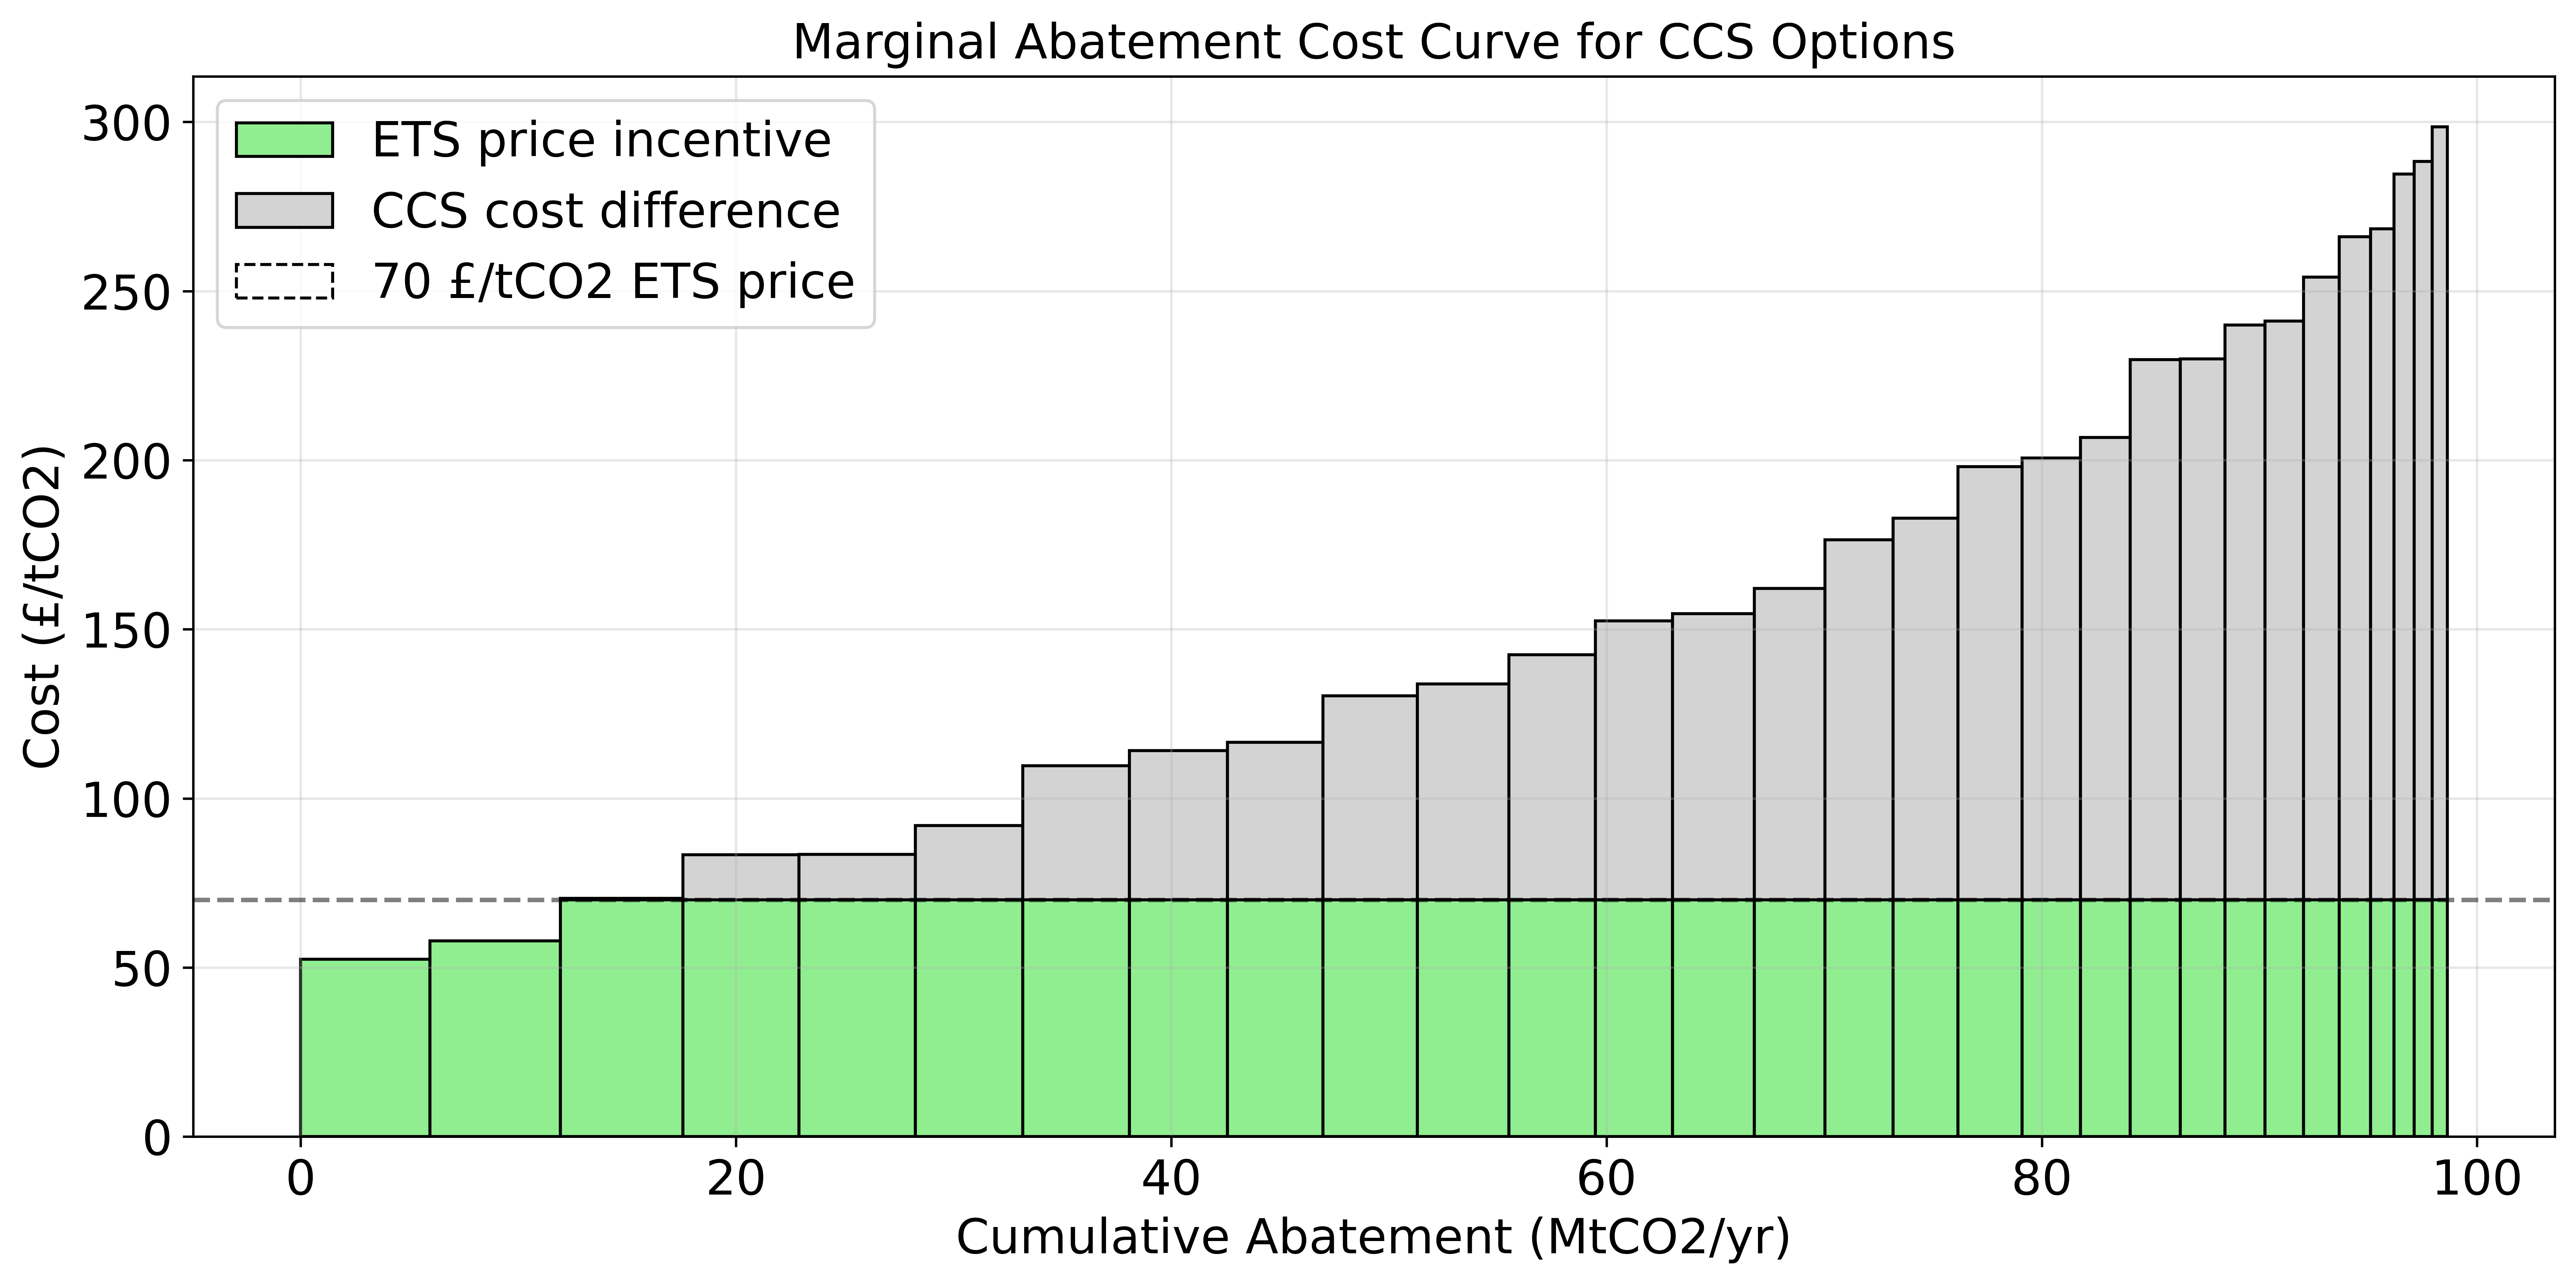 Marginal Abatement Cost Curve for CCS Options
ETS price incentive
CCS cost difference
70 £/tCO2 ETS price
Cost (£/tCO2)
300
250
200
150
100
50
0
0 20 40 60 80 100
Cumulative Abatement (MtCO2/yr)